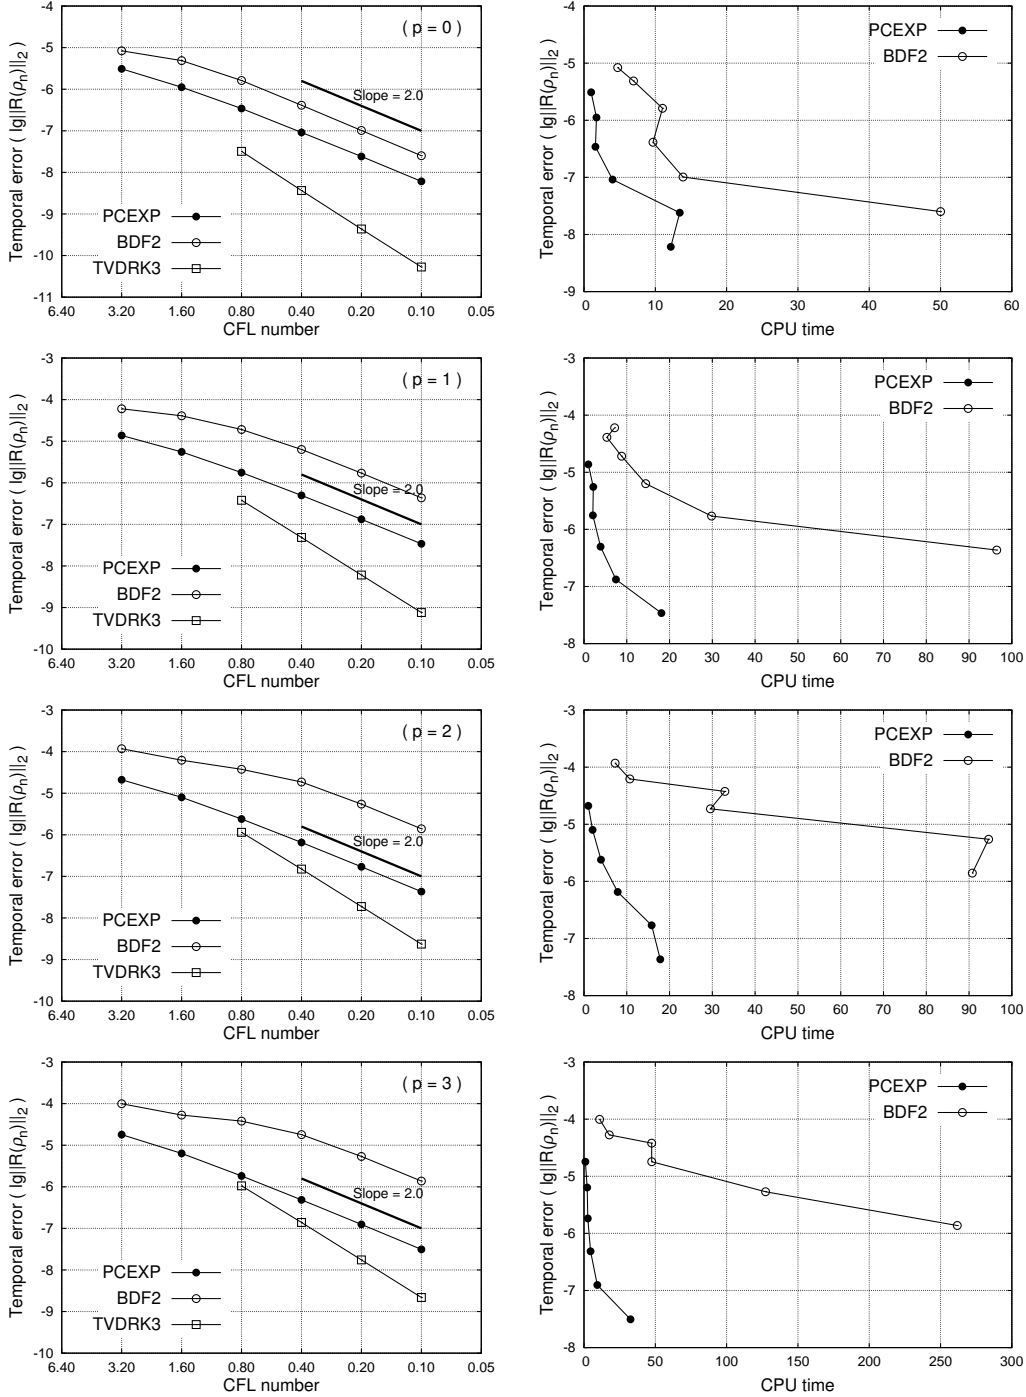 Temporal error ( lg||R(ρn)||2 )
-4
-5
-6
-7
-8
-9
-10
-11
( p = 0 )
Slope = 2.0
PCEXP
BDF2
TVDRK3
6.40 3.20 1.60 0.80 0.40 0.20 0.10 0.05
CFL number
Temporal error ( lg||R(ρn)||2 )
-4
-5
-6
-7
-8
-9
PCEXP
BDF2
0 10 20 30 40 50 60
CPU time
Temporal error ( lg||R(ρn)||2 )
-3
-4
-5
-6
-7
-8
-9
-10
( p = 1 )
Slope = 2.0
PCEXP
BDF2
TVDRK3
6.40 3.20 1.60 0.80 0.40 0.20 0.10 0.05
CFL number
Temporal error ( lg||R(ρn)||2 )
-3
-4
-5
-6
-7
-8
PCEXP
BDF2
0 10 20 30 40 50 60 70 80 90 100
CPU time
Temporal error ( lg||R(ρn)||2 )
-3
-4
-5
-6
-7
-8
-9
-10
( p = 2 )
Slope = 2.0
PCEXP
BDF2
TVDRK3
6.40 3.20 1.60 0.80 0.40 0.20 0.10 0.05
CFL number
Temporal error ( lg||R(ρn)||2 )
-3
-4
-5
-6
-7
-8
PCEXP
BDF2
0 10 20 30 40 50 60 70 80 90 100
CPU time
Temporal error ( lg||R(ρn)||2 )
-3
-4
-5
-6
-7
-8
-9
-10
( p = 3 )
Slope = 2.0
PCEXP
BDF2
TVDRK3
6.40 3.20 1.60 0.80 0.40 0.20 0.10 0.05
CFL number
Temporal error ( lg||R(ρn)||2 )
-3
-4
-5
-6
-7
-8
PCEXP
BDF2
0 50 100 150 200 250 300
CPU time